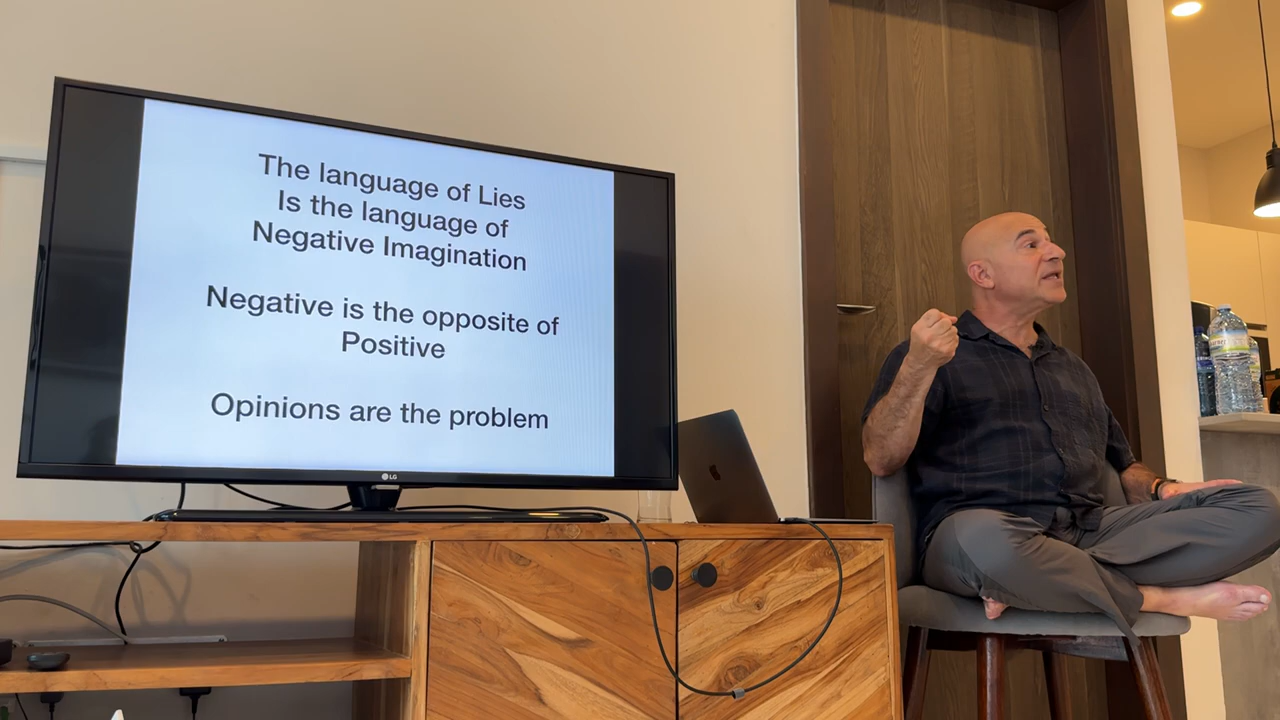 The language of Lies
Is the language of
Negative Imagination
Negative is the opposite of
Positive
Opinions are the problem
LG